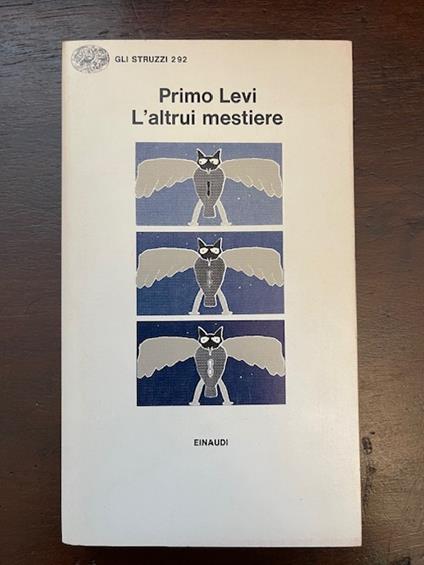 GLI STRUZZI 292
Primo Levi
L'altrui mestiere
EINAUDI